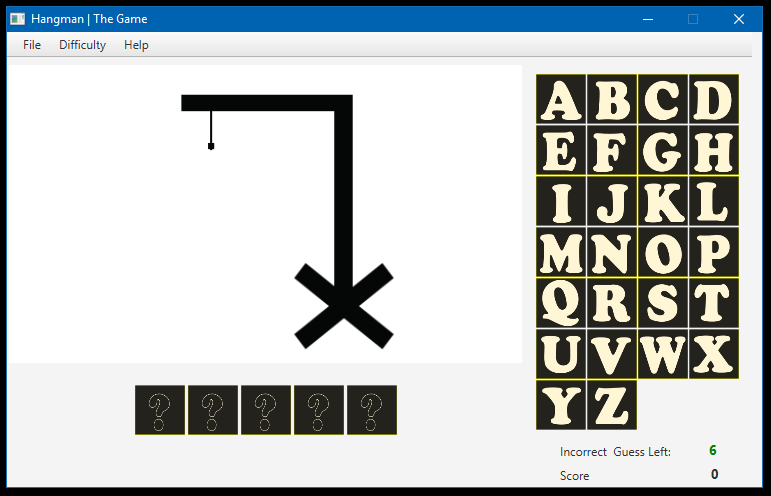 Hangman | The Game
File Difficulty Help
A B C D
E F G H
I J K L
M N O P
Q R S T
U V W X
Y Z
? ? ? ? ?
Incorrect Guess Left: 6
Score 0